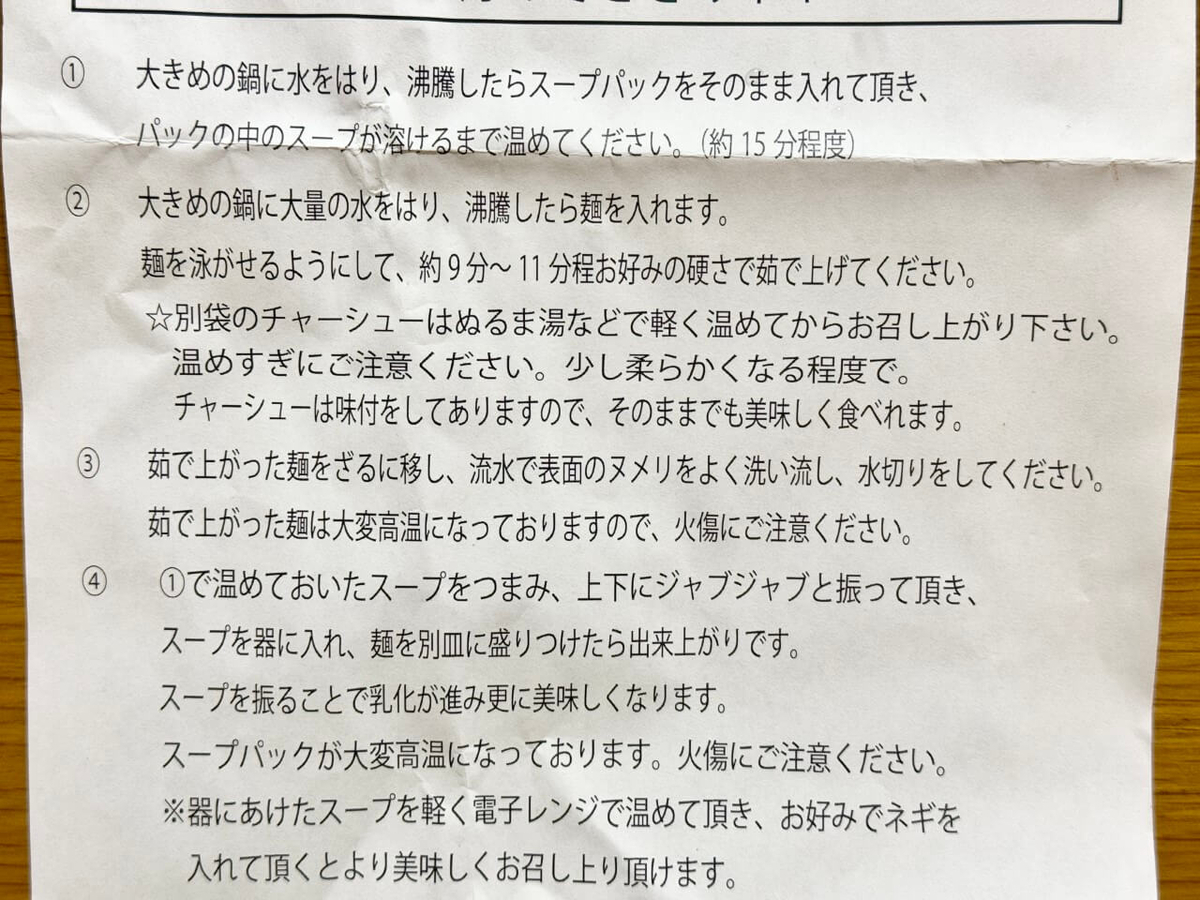 ① 大きめの鍋に水をはり、沸騰したらスープパックをそのまま入れて頂き、
パックの中のスープが溶けるまで温めてください。（約 15 分程度）
② 大きめの鍋に大量の水をはり、沸騰したら麺を入れます。
麺を泳がせるようにして、約 9 分～ 11 分程お好みの硬さで茹で上げてください。
☆別袋のチャーシューはぬるま湯などで軽く温めてからお召し上がり下さい。
温めすぎにご注意ください。少し柔らかくなる程度で。
チャーシューは味付をしてありますので、そのままでも美味しく食べれます。
③ 茹で上がった麺をざるに移し、流水で表面のヌメリをよく洗い流し、水切りをしてください。
茹で上がった麺は大変高温になっておりますので、火傷にご注意ください。
④ ①で温めておいたスープをつまみ、上下にジャブジャブと振って頂き、
スープを器に入れ、麺を別皿に盛りつけたら出来上がりです。
スープを振ることで乳化が進み更に美味しくなります。
スープパックが大変高温になっております。火傷にご注意ください。
※器にあけたスープを軽く電子レンジで温めて頂き、お好みでネギを
入れて頂くとより美味しくお召し上り頂けます。